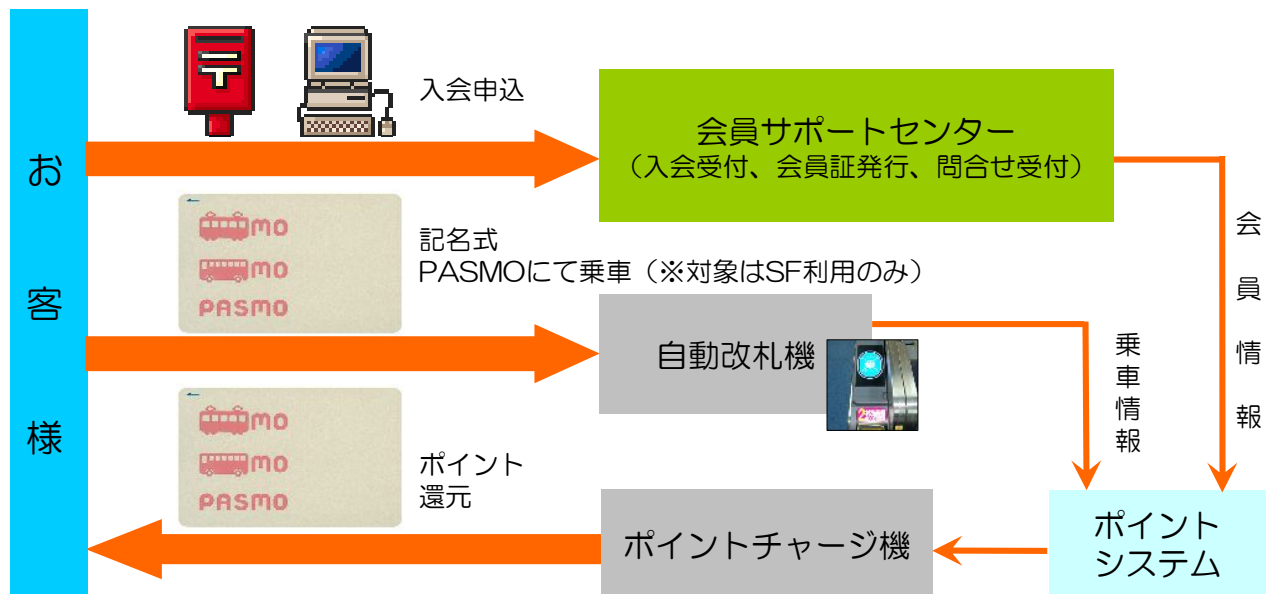 お客様
〒
入会申込
会員サポートセンター
（入会受付、会員証発行、問合せ受付）
会員情報
mo
mo
PASMO
記名式
PASMOにて乗車（※対象はSF利用のみ）
自動改札機
乗車情報
mo
mo
PASMO
ポイント
還元
ポイントチャージ機
ポイント
システム